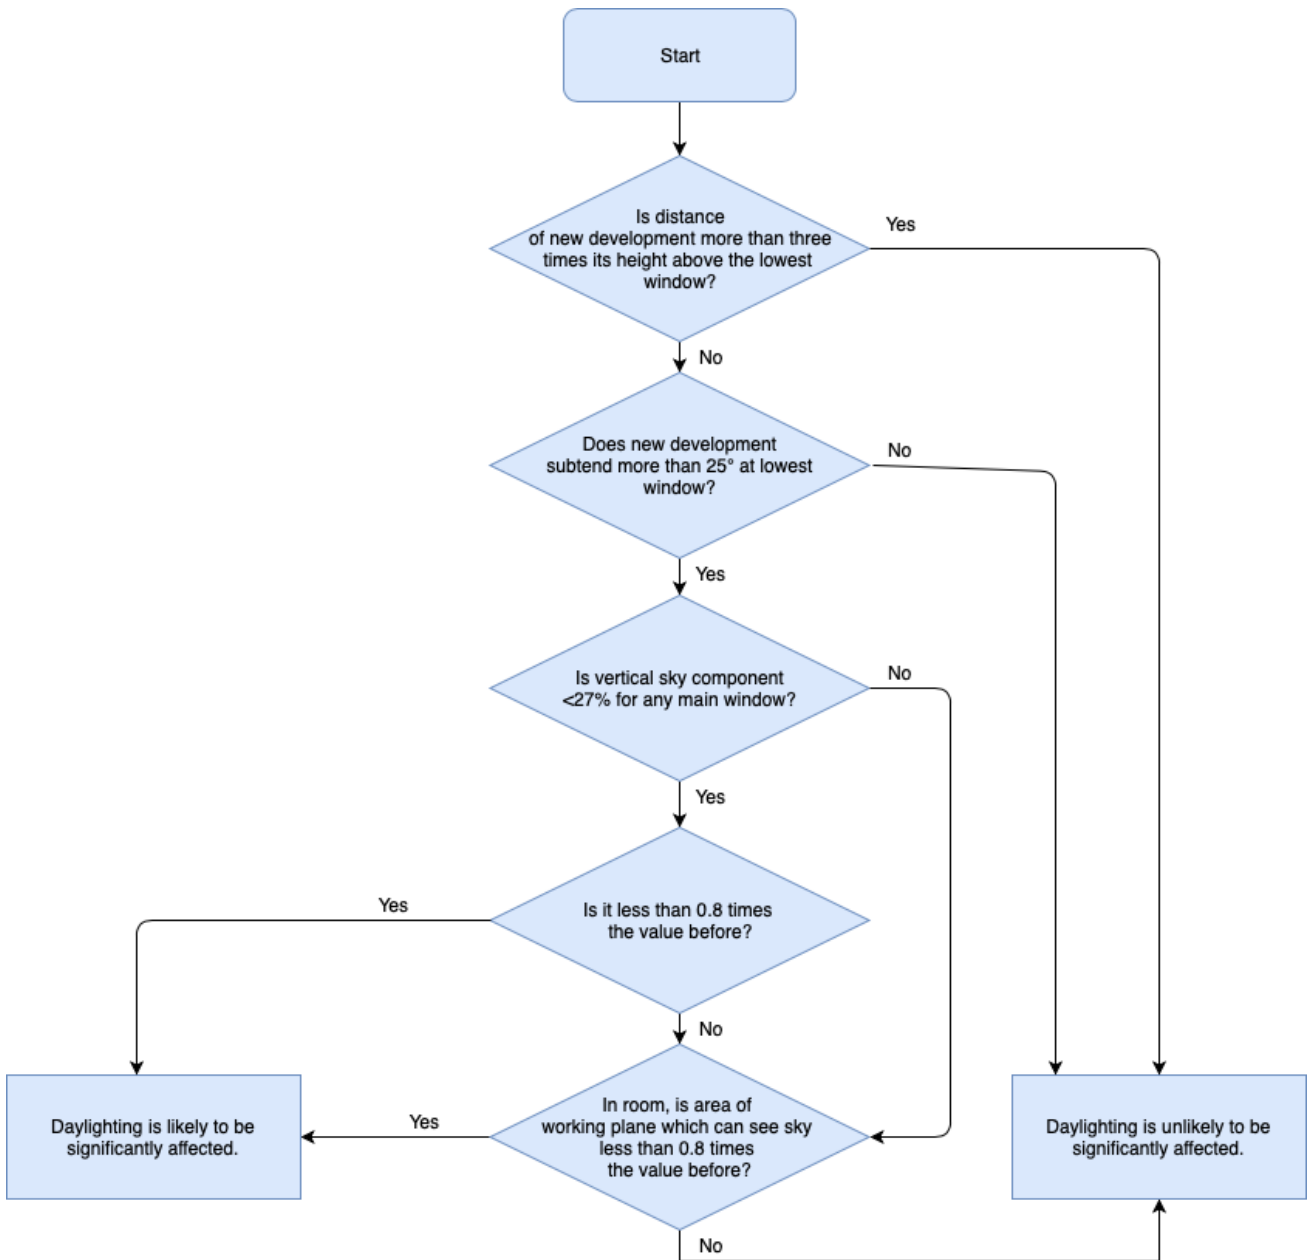 Start
Is distance
of new development more than three
times its height above the lowest
window?
Yes
No
Does new development
subtend more than 25° at lowest
window?
No
Yes
Is vertical sky component
<27% for any main window?
No
Yes
Is it less than 0.8 times
the value before?
Yes
No
In room, is area of
working plane which can see sky
less than 0.8 times
the value before?
Yes
No
Daylighting is likely to be
significantly affected.
Daylighting is unlikely to be
significantly affected.